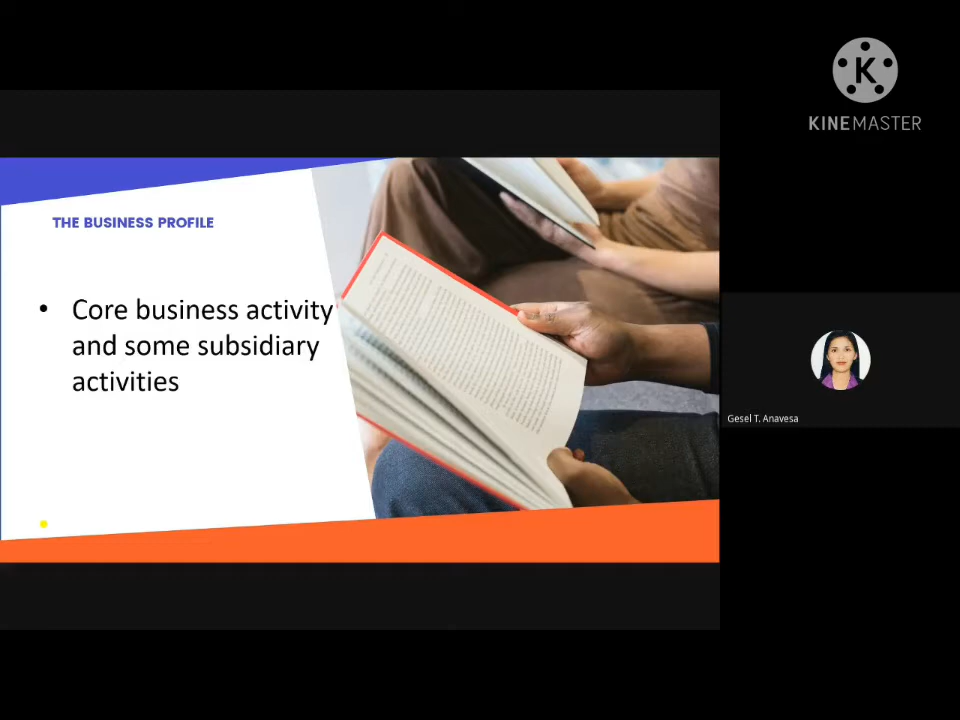 K
KINEMASTER
THE BUSINESS PROFILE
• Core business activity
and some subsidiary
activities
Gesel T. Anavesa